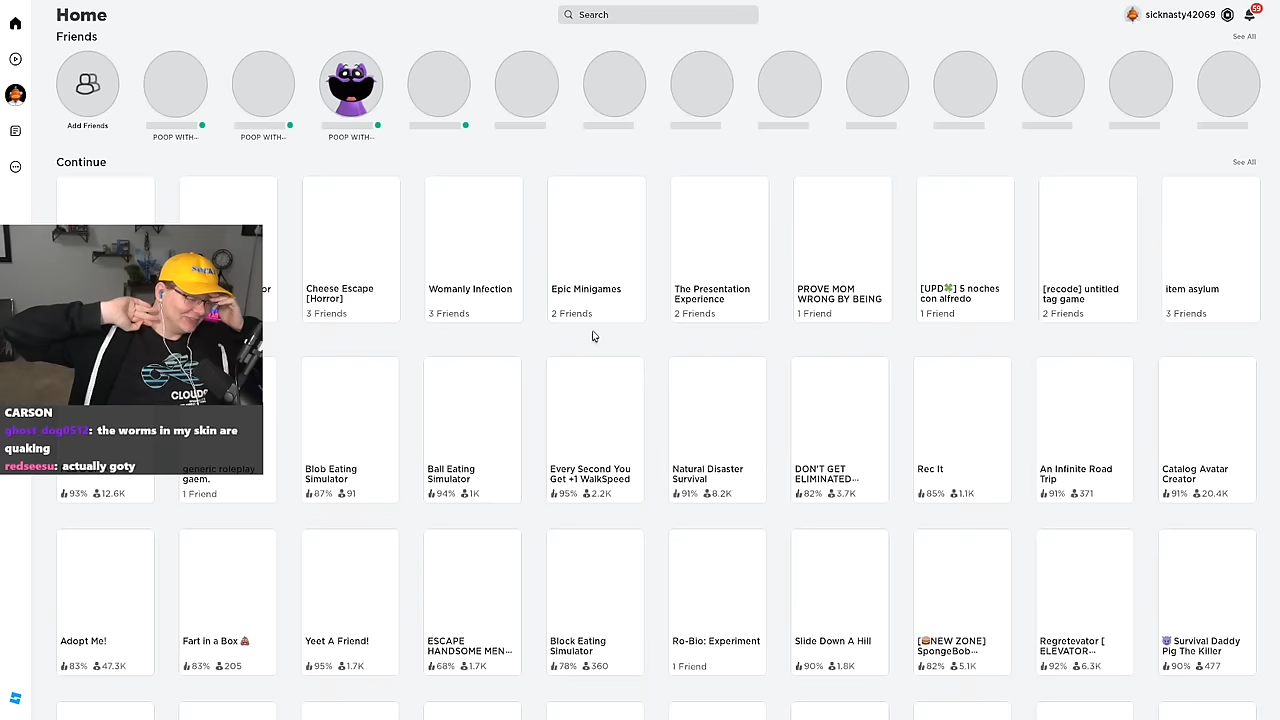 Home
Search
sicknasty42069
59
Friends
See All
Add Friends
POOP WITH...
POOP WITH...
POOP WITH...
Continue
See All
or
Cheese Escape
[Horror]
3 Friends
Womanly Infection
3 Friends
Epic Minigames
2 Friends
The Presentation
Experience
2 Friends
PROVE MOM
WRONG BY BEING
1 Friend
[UPD🍀] 5 noches
con alfredo
1 Friend
[recode] untitled
tag game
2 Friends
item asylum
3 Friends
CLOUDS
CARSON
ghost_dog0512: the worms in my skin are
quaking
redseesu: actually goty
93% 12.6K
generic roleplay
gaem.
1 Friend
Blob Eating
Simulator
87% 91
Ball Eating
Simulator
94% 1K
Every Second You
Get +1 WalkSpeed
95% 2.2K
Natural Disaster
Survival
91% 8.2K
DON'T GET
ELIMINATED...
82% 3.7K
Rec It
85% 1.1K
An Infinite Road
Trip
91% 371
Catalog Avatar
Creator
91% 20.4K
Adopt Me!
83% 47.3K
Fart in a Box 💩
83% 205
Yeet A Friend!
95% 1.7K
ESCAPE
HANDSOME MEN...
68% 1.7K
Block Eating
Simulator
78% 360
Ro-Bio: Experiment
1 Friend
Slide Down A Hill
90% 1.8K
[🍔NEW ZONE]
SpongeBob...
82% 5.1K
Regretevator [
ELEVATOR...
92% 6.3K
😈 Survival Daddy
Pig The Killer
90% 477